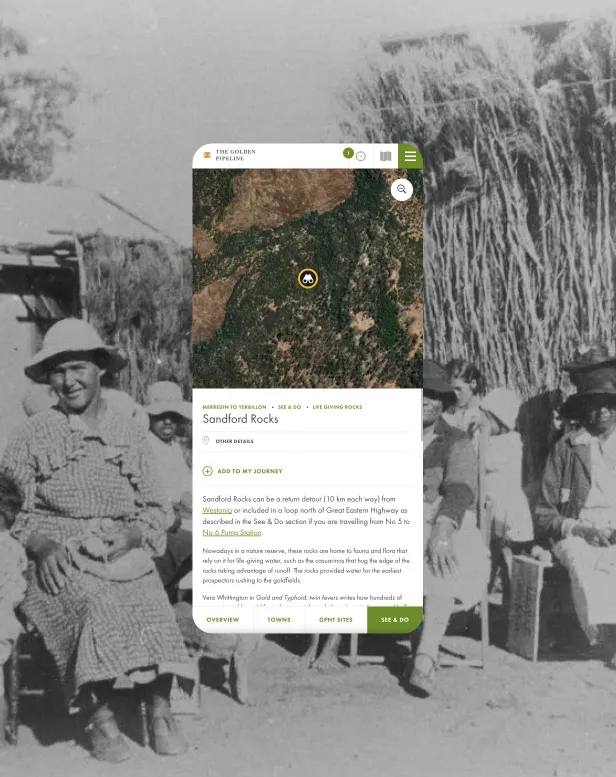 THE GOLDEN
PIPELINE
1
MERREDIN TO YERBILLON • SEE & DO • LIFE GIVING ROCKS
Sandford Rocks
OTHER DETAILS
ADD TO MY JOURNEY
Sandford Rocks can be a return detour (10 km each way) from
Westonia or included in a loop north of Great Eastern Highway as
described in the See & Do section if you are travelling from No 5 to
No 6 Pump Station.
Nowadays in a nature reserve, these rocks are home to fauna and flora that
rely on it for life-giving water, such as the casuarinas that hug the edge of the
rocks taking advantage of runoff. The rocks provided water for the earliest
prospectors rushing to the goldfields.
Vera Whittington in Gold and Typhoid: twin fevers writes how hundreds of
OVERVIEW
TOWNS
GPHT SITES
SEE & DO